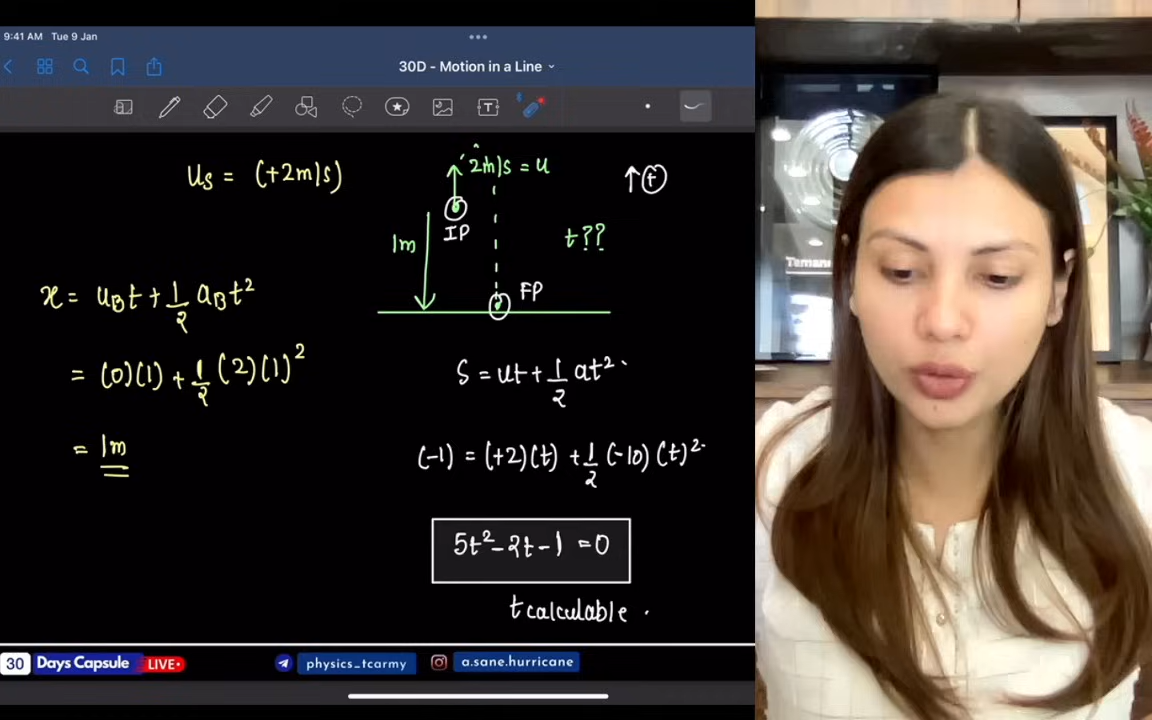 9:41 AM Tue 9 Jan
30D - Motion in a Line
T
us = (+2m/s)
2m/s = u
↑ (+)
1m
IP
t??
FP
x = uBt + 1/2 aBt²
= (0)(1) + 1/2 (2)(1)²
= 1m
S = ut + 1/2 at²
(-1) = (+2)(t) + 1/2 (-10) (t)²
5t² - 2t - 1 = 0
t calculable .
30 Days Capsule LIVE
physics_tcarmy
a.sane.hurricane